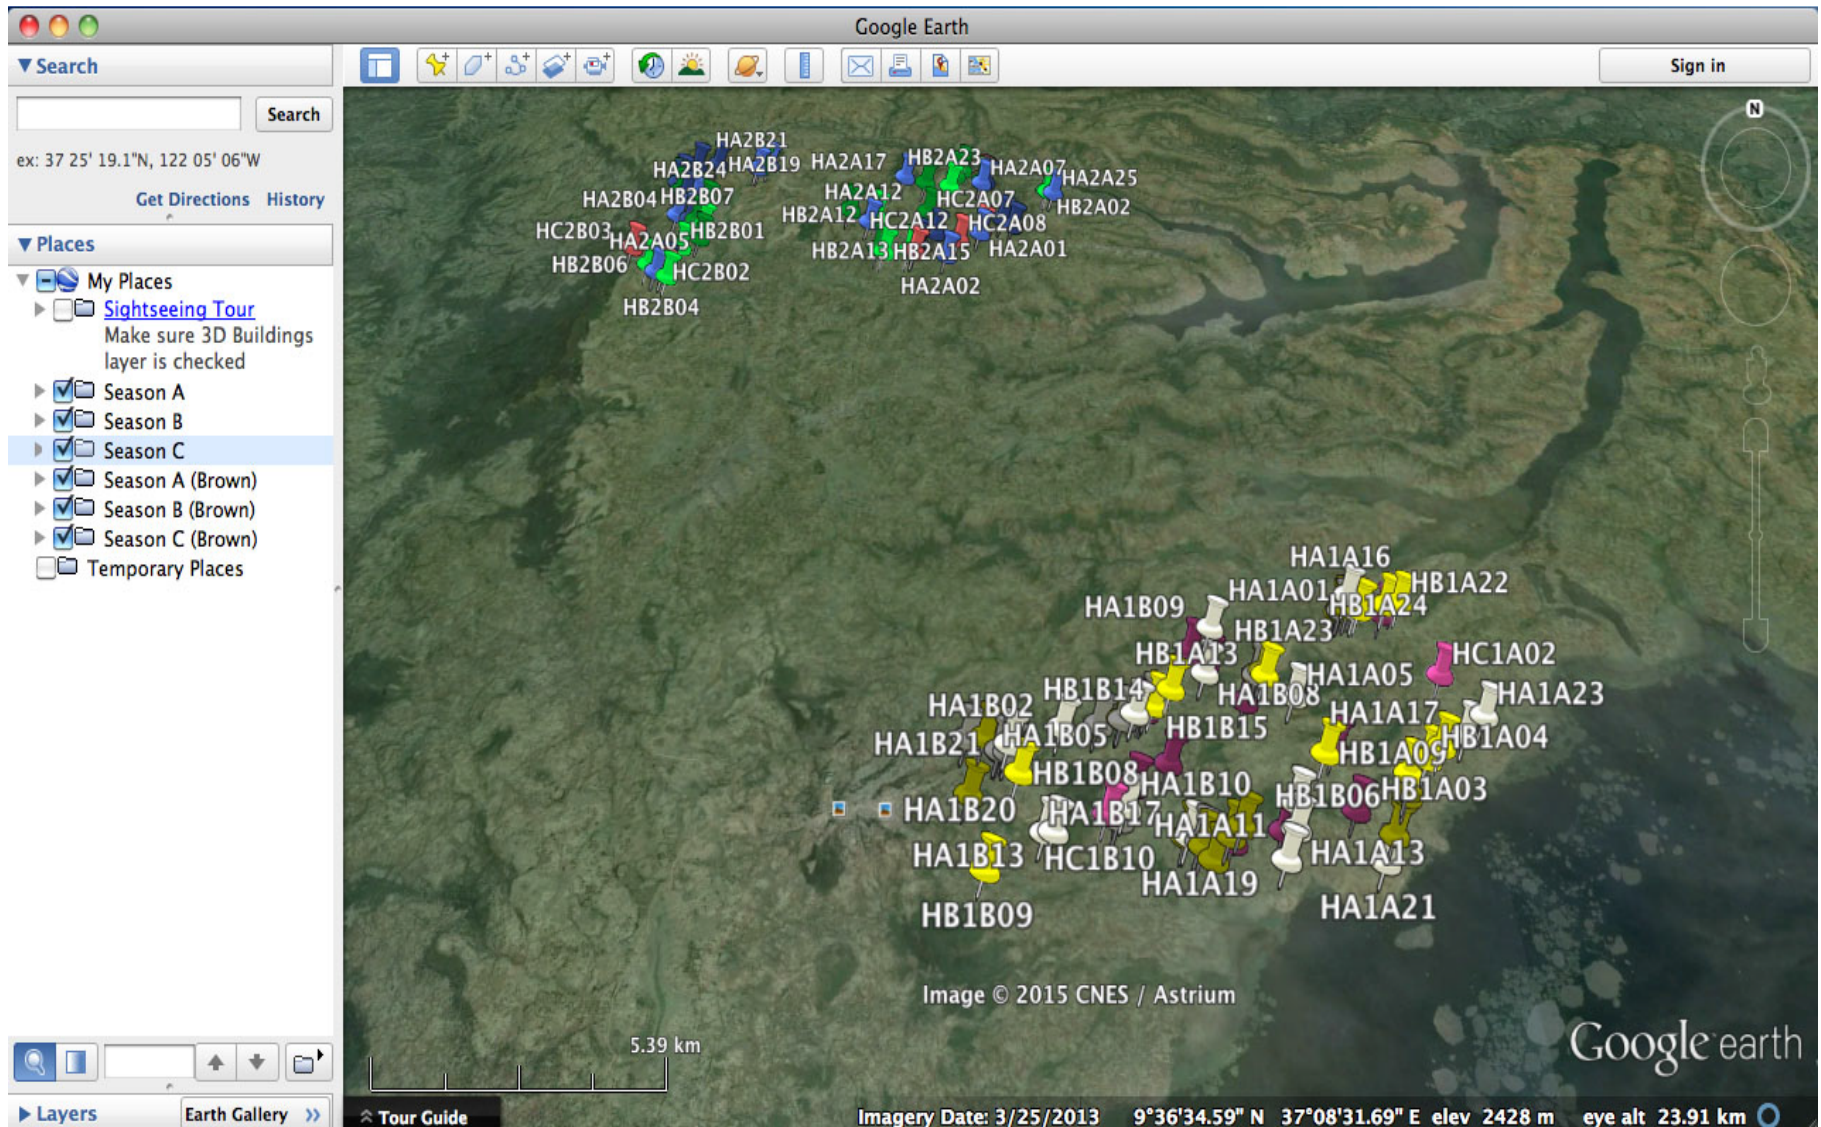 Google Earth
Search
Search
ex: 37 25' 19.1"N, 122 05' 06"W
Get Directions History
Places
My Places
Sightseeing Tour
Make sure 3D Buildings
layer is checked
Season A
Season B
Season C
Season A (Brown)
Season B (Brown)
Season C (Brown)
Temporary Places
Layers
Earth Gallery >>
Sign in
N
HA2B21
HA2B24
HA2B19
HA2A17
HB2A23
HA2A07
HA2A25
HA2B04
HB2B07
HA2A12
HC2A07
HB2A02
HB2A12
HC2A12
HC2A08
HC2B03
HA2A05
HB2B01
HB2A13
HB2A15
HA2A01
HB2B06
HC2B02
HA2A02
HB2B04
HA1A16
HA1A01
HB1A22
HB1A24
HA1B09
HB1A23
HB1A13
HC1A02
HA1A05
HB1B14
HA1B08
HA1A23
HA1B02
HA1A17
HB1B15
HA1B21
HA1B05
HB1A09
HB1A04
HB1B08
HA1B10
HB1B06
HB1A03
HA1B20
HA1B17
HA1A11
HA1B13
HC1B10
HA1A13
HA1A19
HB1B09
HA1A21
Image © 2015 CNES / Astrium
Google earth
5.39 km
Tour Guide
Imagery Date: 3/25/2013 9°36'34.59" N 37°08'31.69" E elev 2428 m eye alt 23.91 km